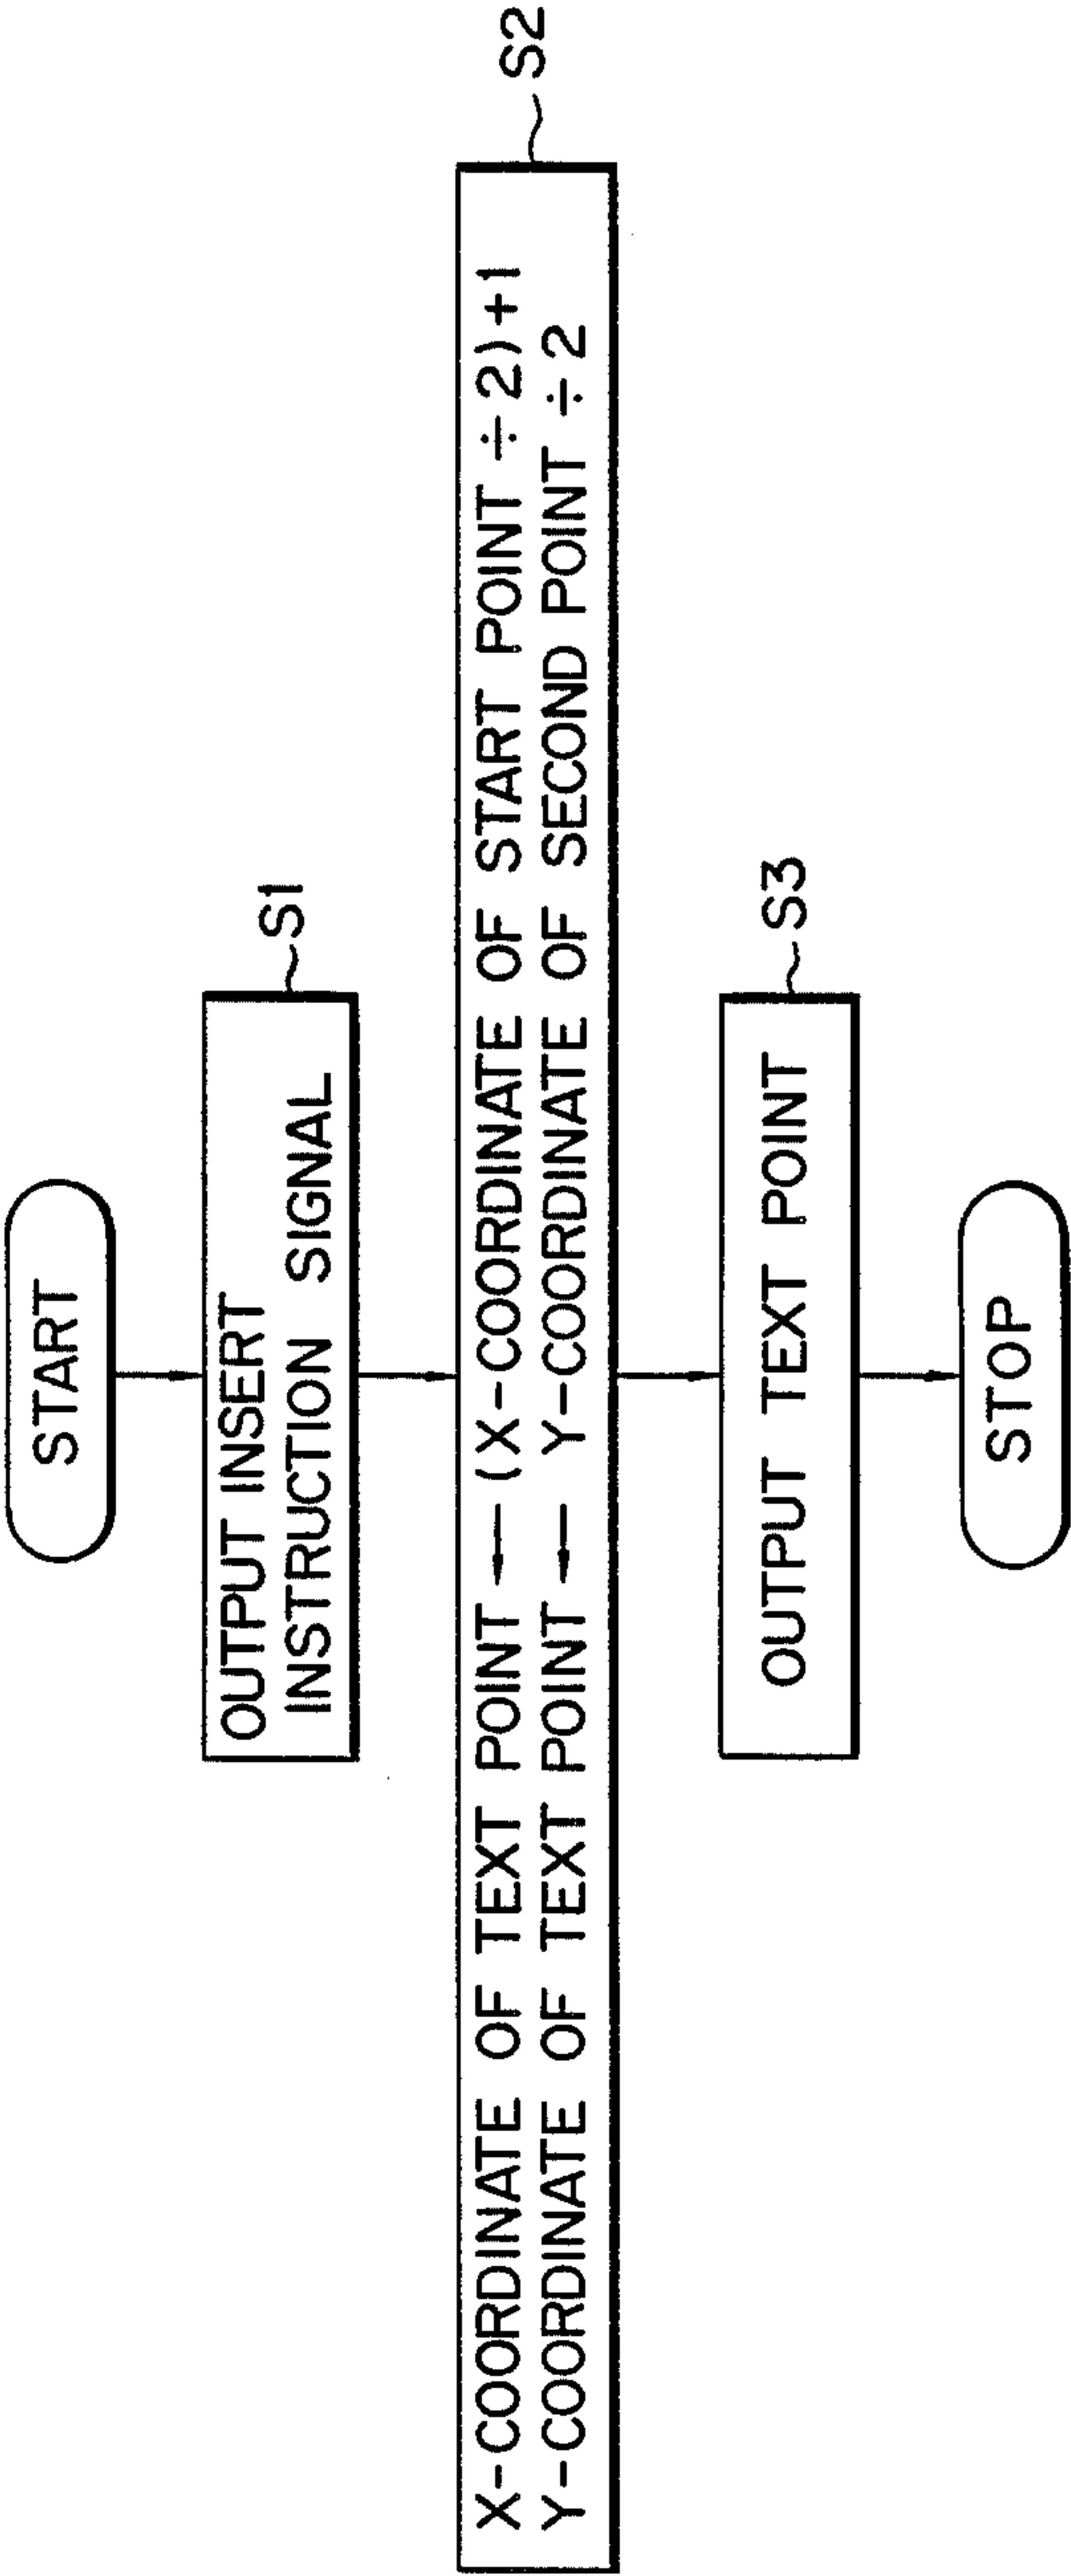 START
OUTPUT INSERT
INSTRUCTION SIGNAL
S1
X-COORDINATE OF TEXT POINT ← (X-COORDINATE OF START POINT ÷ 2)+1
Y-COORDINATE OF TEXT POINT ← Y-COORDINATE OF SECOND POINT ÷ 2
S2
OUTPUT TEXT POINT
S3
STOP